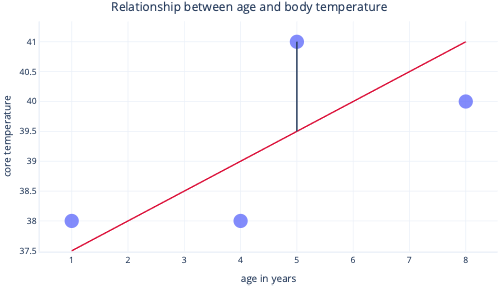 Relationship between age and body temperature
41
40.5
40
39.5
39
38.5
38
37.5
core temperature
1 2 3 4 5 6 7 8
age in years